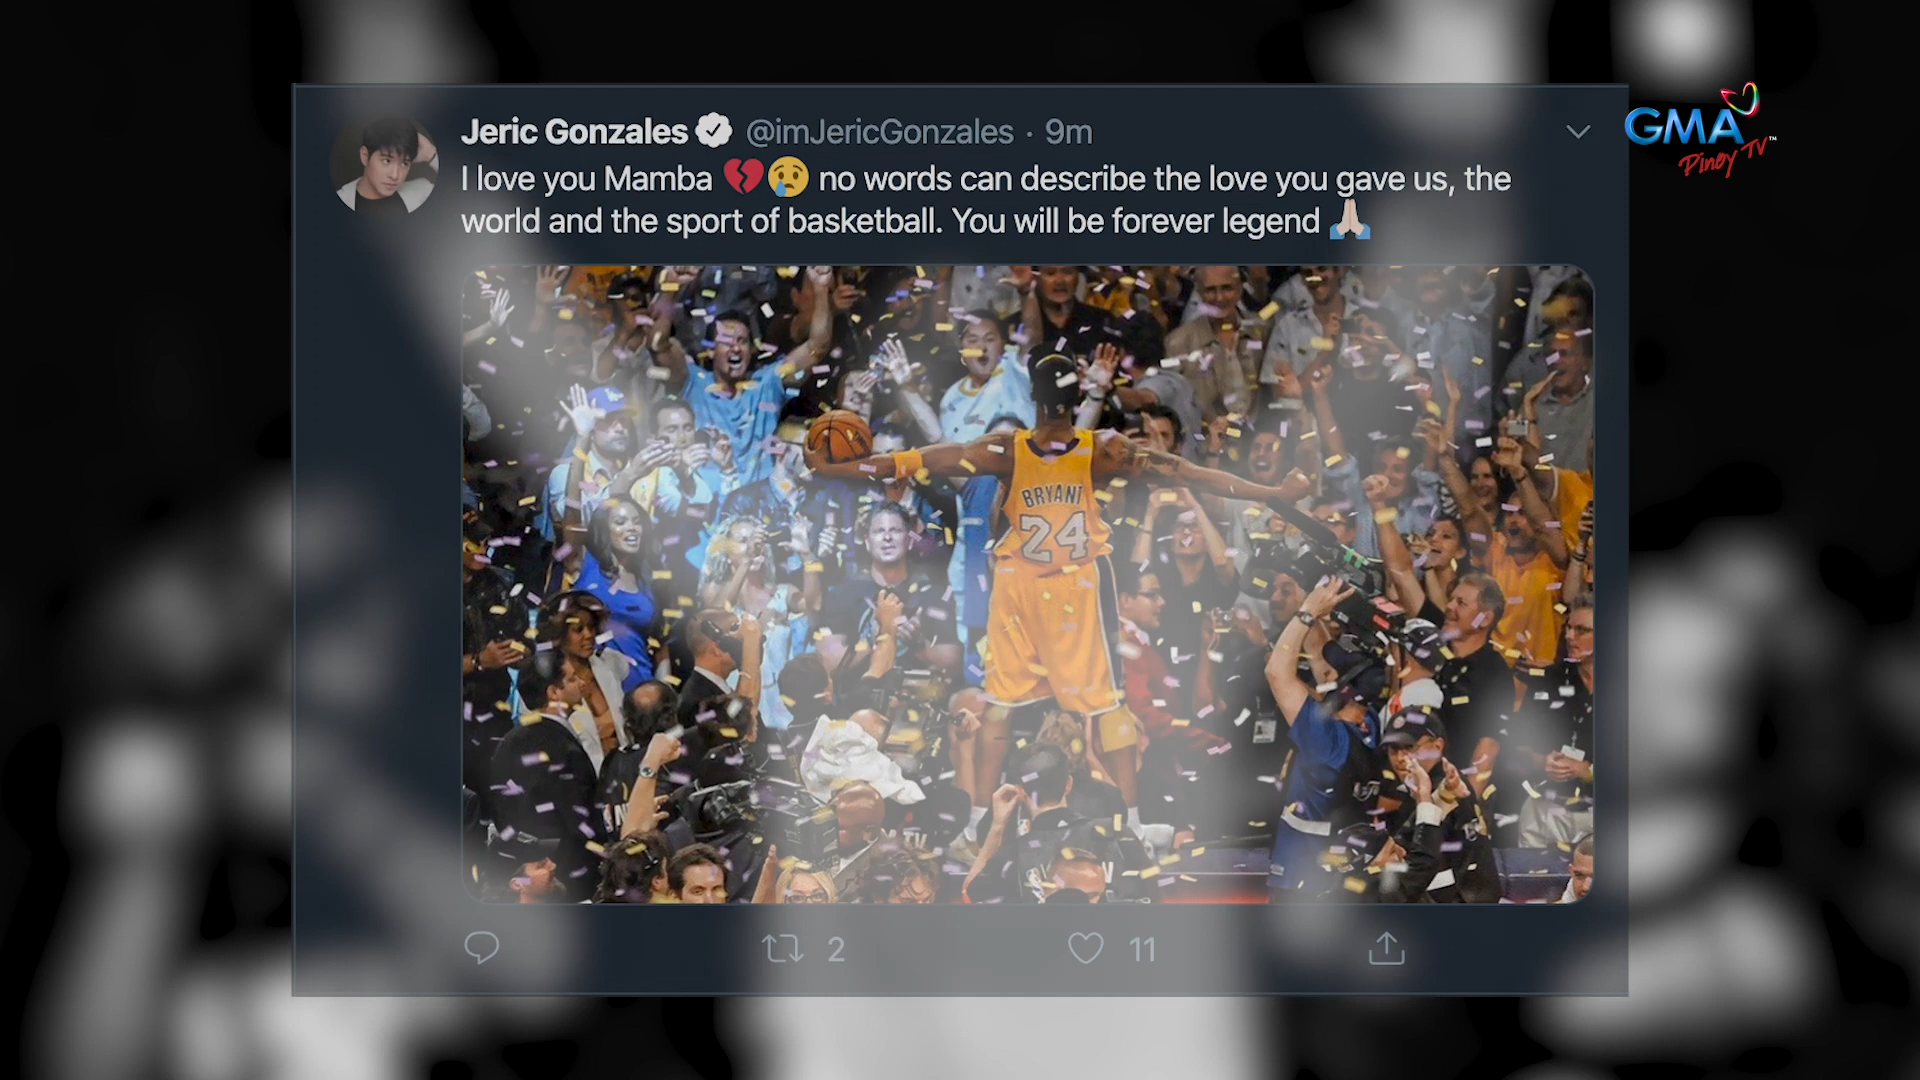 Jeric Gonzales @imJericGonzales · 9m
I love you Mamba 💔😢 no words can describe the love you gave us, the
world and the sport of basketball. You will be forever legend 🙏🏻
GMA
Pinoy TV™
BRYANT
24
2
11